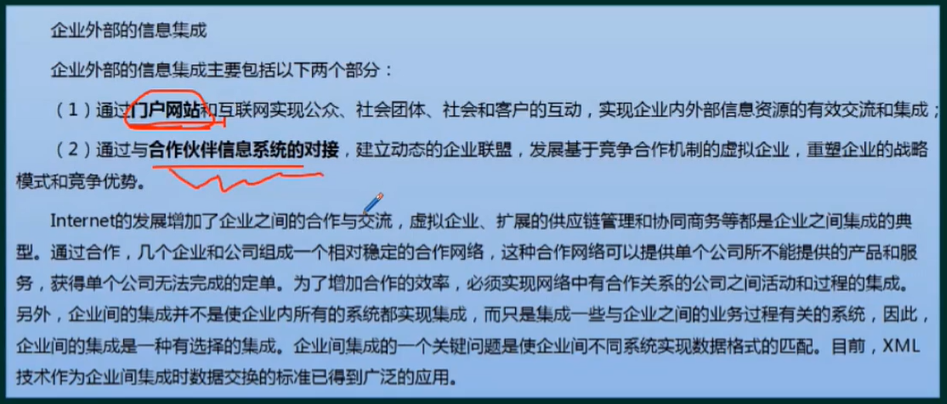 企业外部的信息集成
企业外部的信息集成主要包括以下两个部分：
（1）通过门户网站和互联网实现公众、社会团体、社会和客户的互动，实现企业内外部信息资源的有效交流和集成；
（2）通过与合作伙伴信息系统的对接，建立动态的企业联盟，发展基于竞争合作机制的虚拟企业，重塑企业的战略
模式和竞争优势。
Internet的发展增加了企业之间的合作与交流，虚拟企业、扩展的供应链管理和协同商务等都是企业之间集成的典
型。通过合作，几个企业和公司组成一个相对稳定的合作网络，这种合作网络可以提供单个公司所不能提供的产品和服
务，获得单个公司无法完成的定单。为了增加合作的效率，必须实现网络中有合作关系的公司之间活动和过程的集成。
另外，企业间的集成并不是使企业内所有的系统都实现集成，而只是集成一些与企业之间的业务过程有关的系统，因此，
企业间的集成是一种有选择的集成。企业间集成的一个关键问题是使企业间不同系统实现数据格式的匹配。目前，XML
技术作为企业间集成时数据交换的标准已得到广泛的应用。